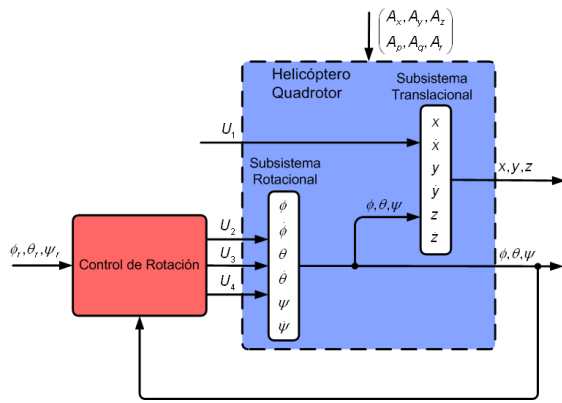 (A_x, A_y, A_z
A_p, A_q, A_r)
Helicóptero
Quadrotor
Subsistema
Translacional
U_1
x
ẋ
y
ẏ
z
ż
x, y, z
Subsistema
Rotacional
ϕ
ϕ̇
θ
θ̇
ψ
ψ̇
ϕ, θ, ψ
ϕ, θ, ψ
U_2
U_3
U_4
ϕ_r, θ_r, ψ_r
Control de Rotación